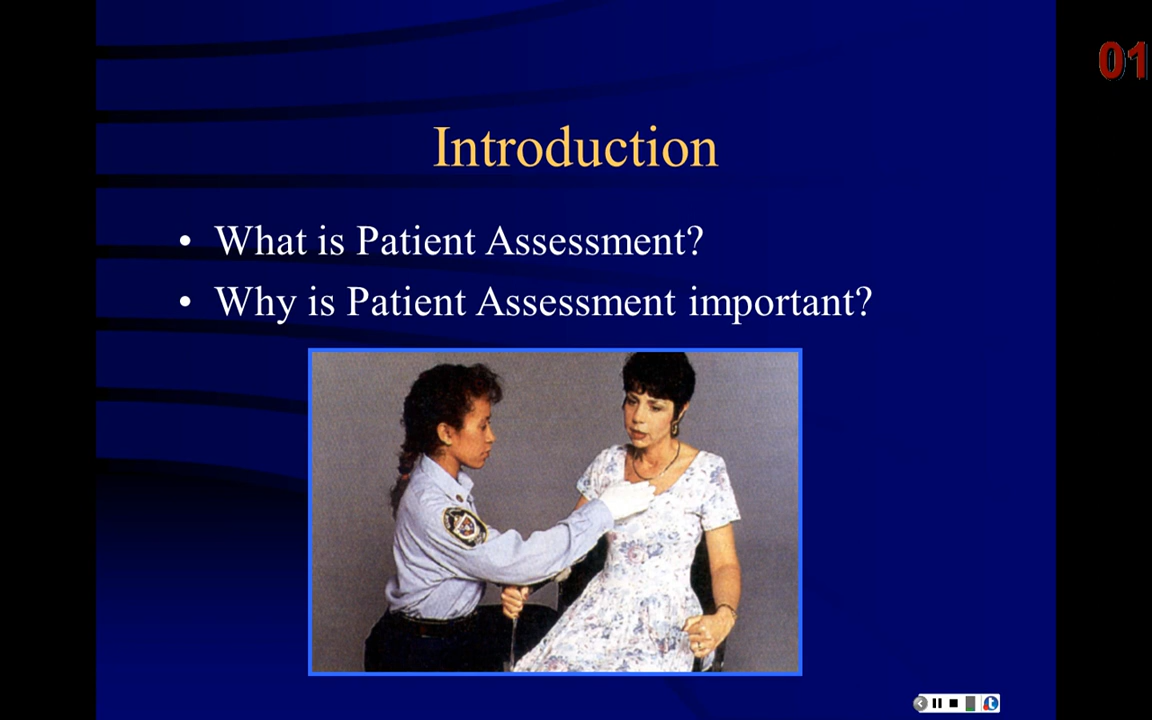 01
Introduction
• What is Patient Assessment?
• Why is Patient Assessment important?